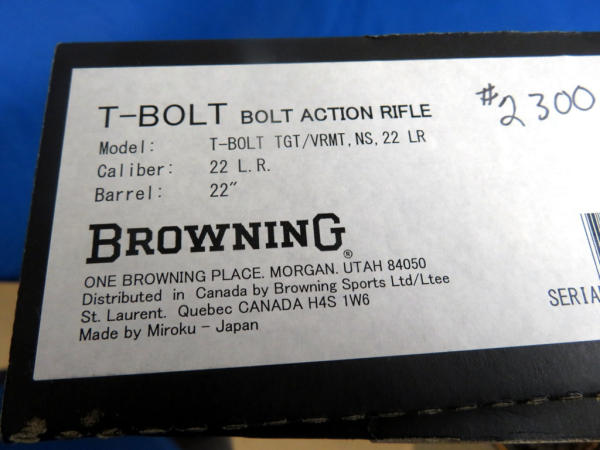 T-BOLT BOLT ACTION RIFLE
#2300
Model: T-BOLT TGT/VRMT, NS, 22 LR
Caliber: 22 L.R.
Barrel: 22"
BROWNING®
ONE BROWNING PLACE. MORGAN. UTAH 84050
Distributed in Canada by Browning Sports Ltd/Ltee
St. Laurent. Quebec CANADA H4S 1W6
Made by Miroku - Japan
SERIA